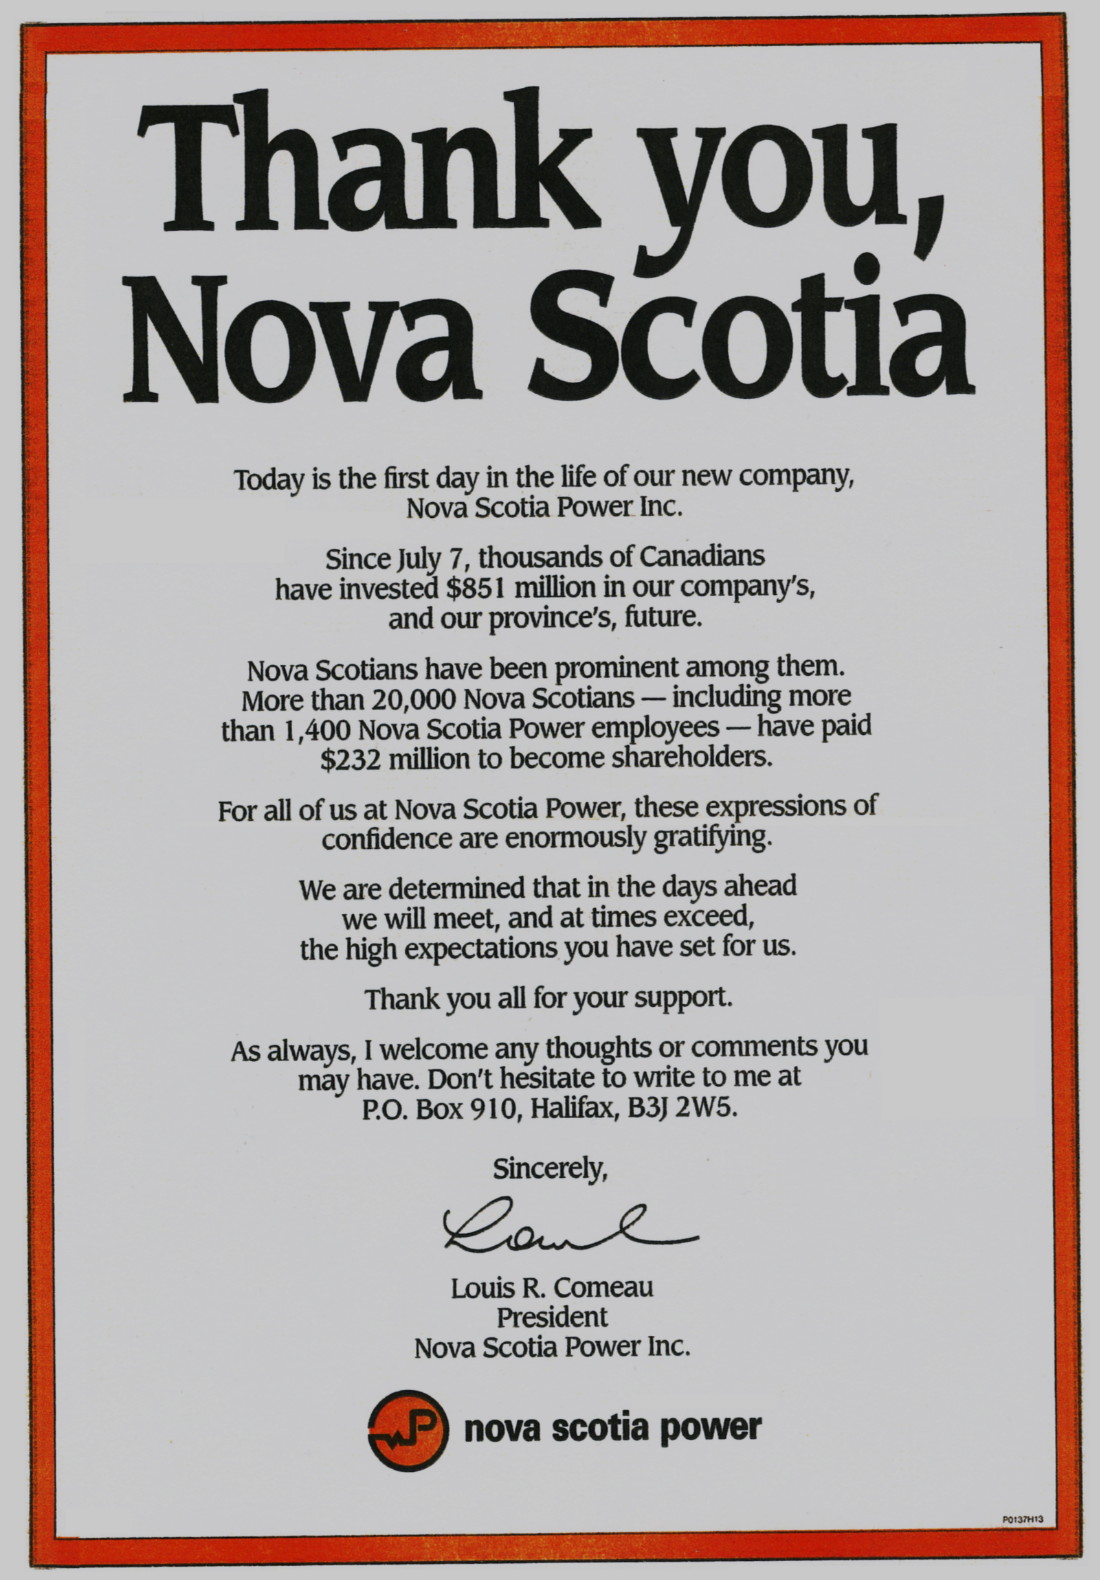 Thank you,
Nova Scotia
Today is the first day in the life of our new company,
Nova Scotia Power Inc.
Since July 7, thousands of Canadians
have invested $851 million in our company's,
and our province's, future.
Nova Scotians have been prominent among them.
More than 20,000 Nova Scotians — including more
than 1,400 Nova Scotia Power employees — have paid
$232 million to become shareholders.
For all of us at Nova Scotia Power, these expressions of
confidence are enormously gratifying.
We are determined that in the days ahead
we will meet, and at times exceed,
the high expectations you have set for us.
Thank you all for your support.
As always, I welcome any thoughts or comments you
may have. Don't hesitate to write to me at
P.O. Box 910, Halifax, B3J 2W5.
Sincerely,
Louis R. Comeau
President
Nova Scotia Power Inc.
nova scotia power
P0137H13